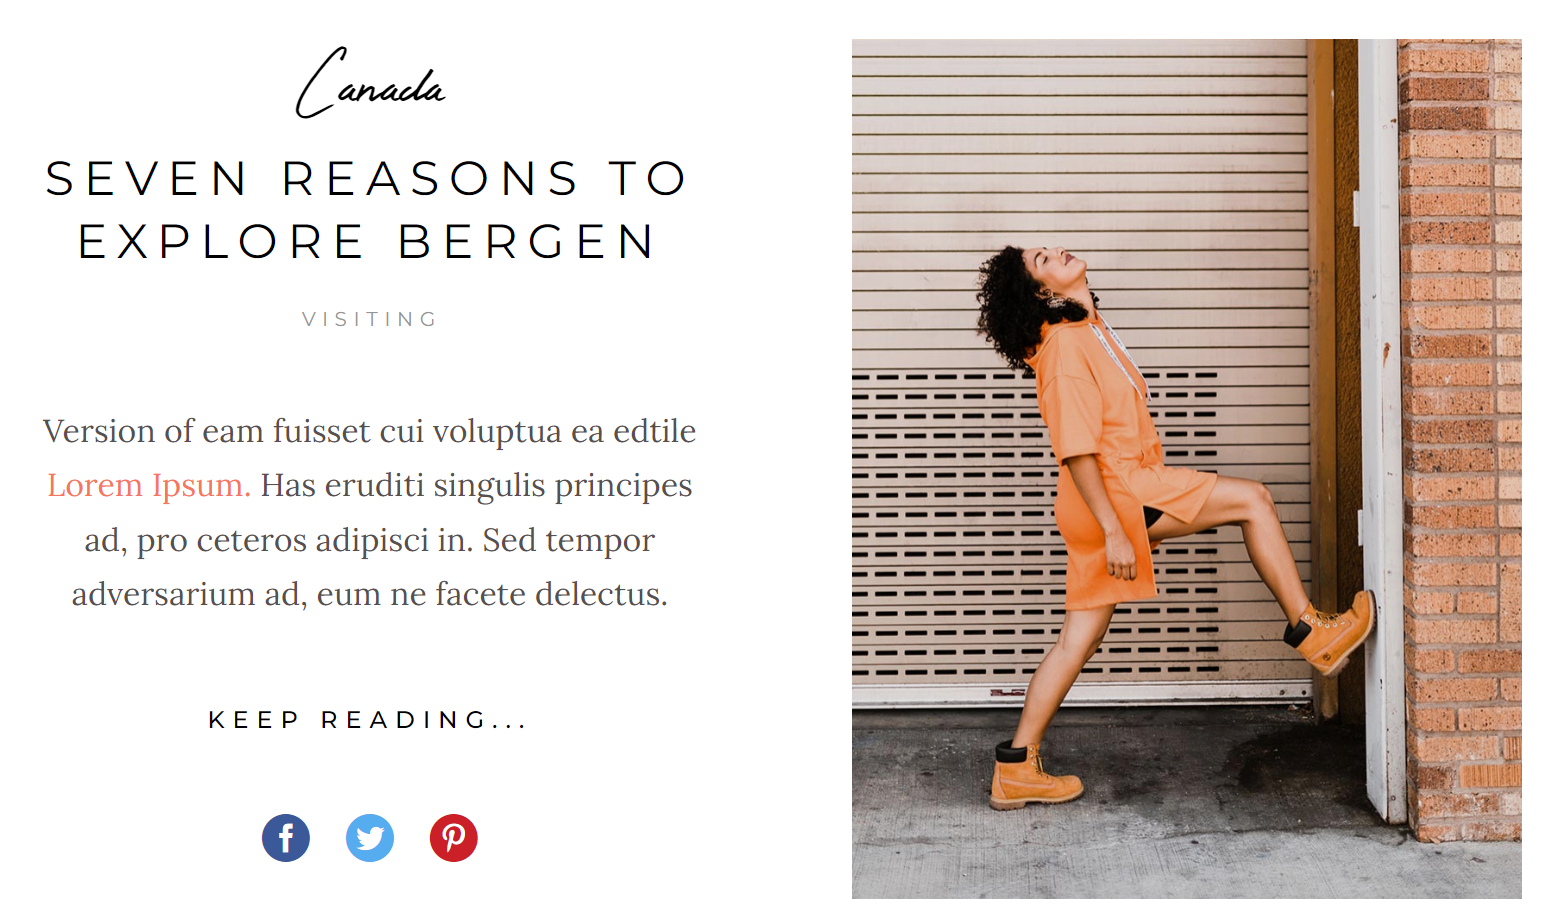 Canada
SEVEN REASONS TO
EXPLORE BERGEN
VISITING
Version of eam fuisset cui voluptua ea edtile
Lorem Ipsum. Has eruditi singulis principes
ad, pro ceteros adipisci in. Sed tempor
adversarium ad, eum ne facete delectus.
KEEP READING...